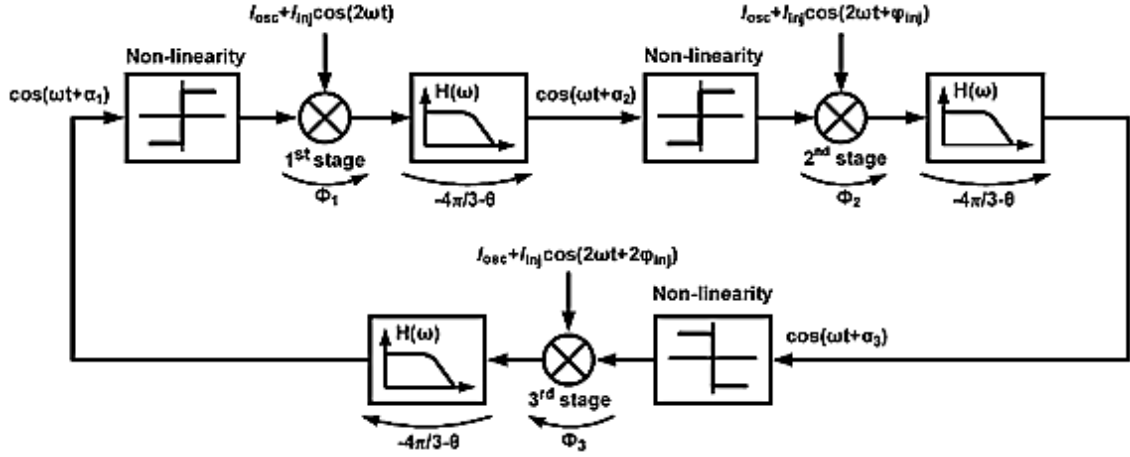 Iosc+Iinjcos(2ωt)
Iosc+Iinjcos(2ωt+φinj)
Non-linearity
Non-linearity
cos(ωt+α1)
H(ω)
cos(ωt+α2)
H(ω)
1st stage
2nd stage
Φ1
-4π/3-θ
Φ2
-4π/3-θ
Iosc+Iinjcos(2ωt+2φinj)
Non-linearity
H(ω)
cos(ωt+α3)
3rd stage
-4π/3-θ
Φ3